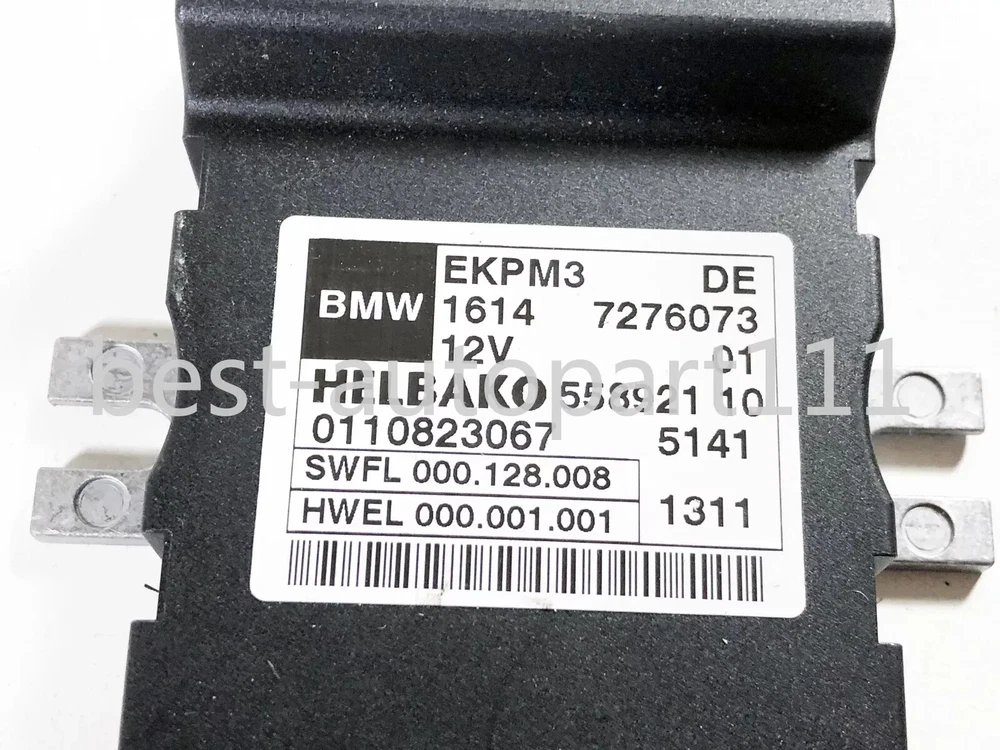 EKPM3 DE
BMW 1614 7276073
12V 01
HELBAKO 558921 10
0110823067 5141
SWFL 000.128.008
HWEL 000.001.001 1311
best-autopart111